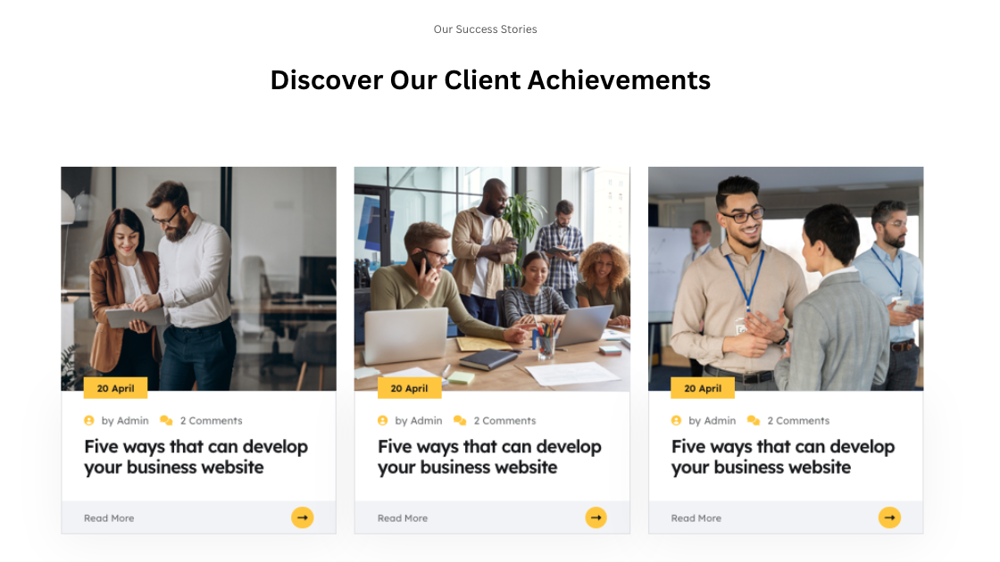 Our Success Stories
Discover Our Client Achievements
20 April
by Admin 2 Comments
Five ways that can develop
your business website
Read More
20 April
by Admin 2 Comments
Five ways that can develop
your business website
Read More
20 April
by Admin 2 Comments
Five ways that can develop
your business website
Read More